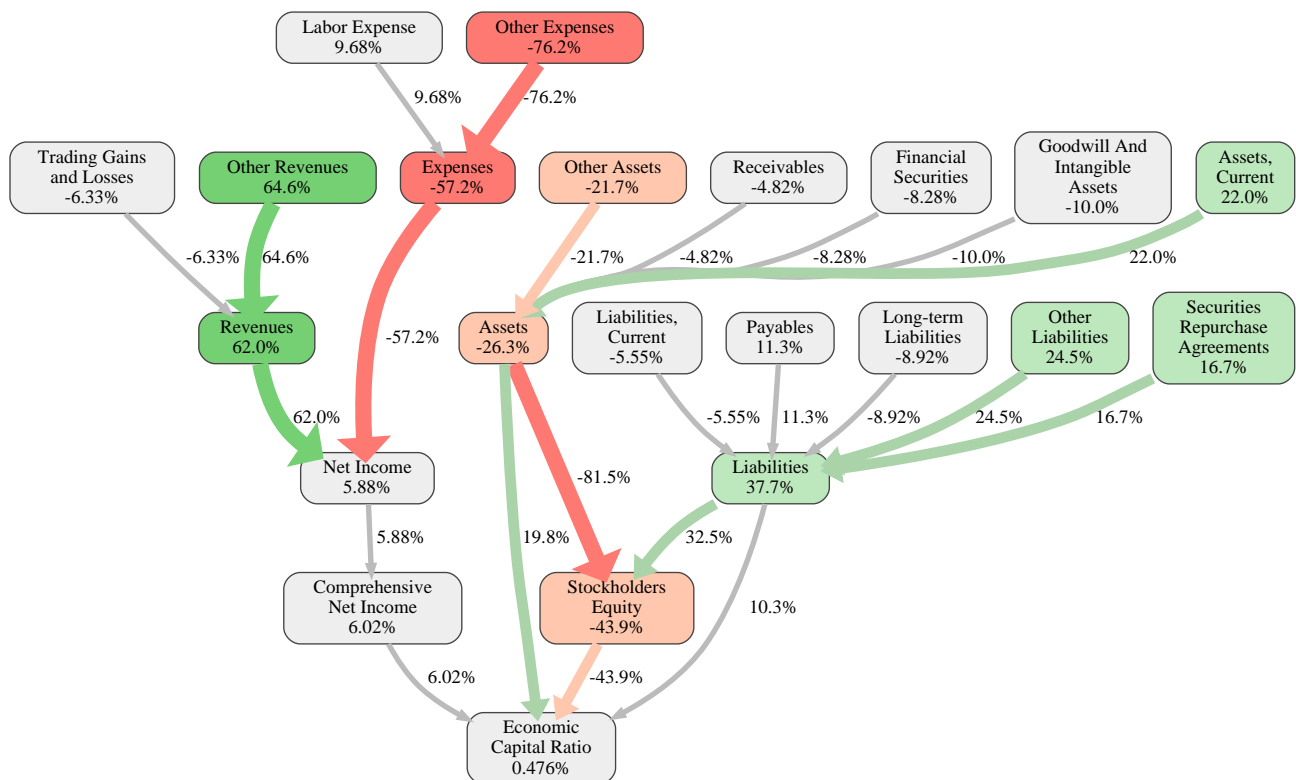 Labor Expense
9.68%
Other Expenses
-76.2%
9.68%
-76.2%
Trading Gains
and Losses
-6.33%
Other Revenues
64.6%
Expenses
-57.2%
Other Assets
-21.7%
Receivables
-4.82%
Financial
Securities
-8.28%
Goodwill And
Intangible
Assets
-10.0%
Assets,
Current
22.0%
-6.33%
64.6%
-21.7%
-4.82%
-8.28%
-10.0%
22.0%
Revenues
62.0%
-57.2%
Assets
-26.3%
Liabilities,
Current
-5.55%
Payables
11.3%
Long-term
Liabilities
-8.92%
Other
Liabilities
24.5%
Securities
Repurchase
Agreements
16.7%
62.0%
-5.55%
11.3%
-8.92%
24.5%
16.7%
Net Income
5.88%
-81.5%
Liabilities
37.7%
5.88%
19.8%
32.5%
Comprehensive
Net Income
6.02%
Stockholders
Equity
-43.9%
10.3%
6.02%
-43.9%
Economic
Capital Ratio
0.476%